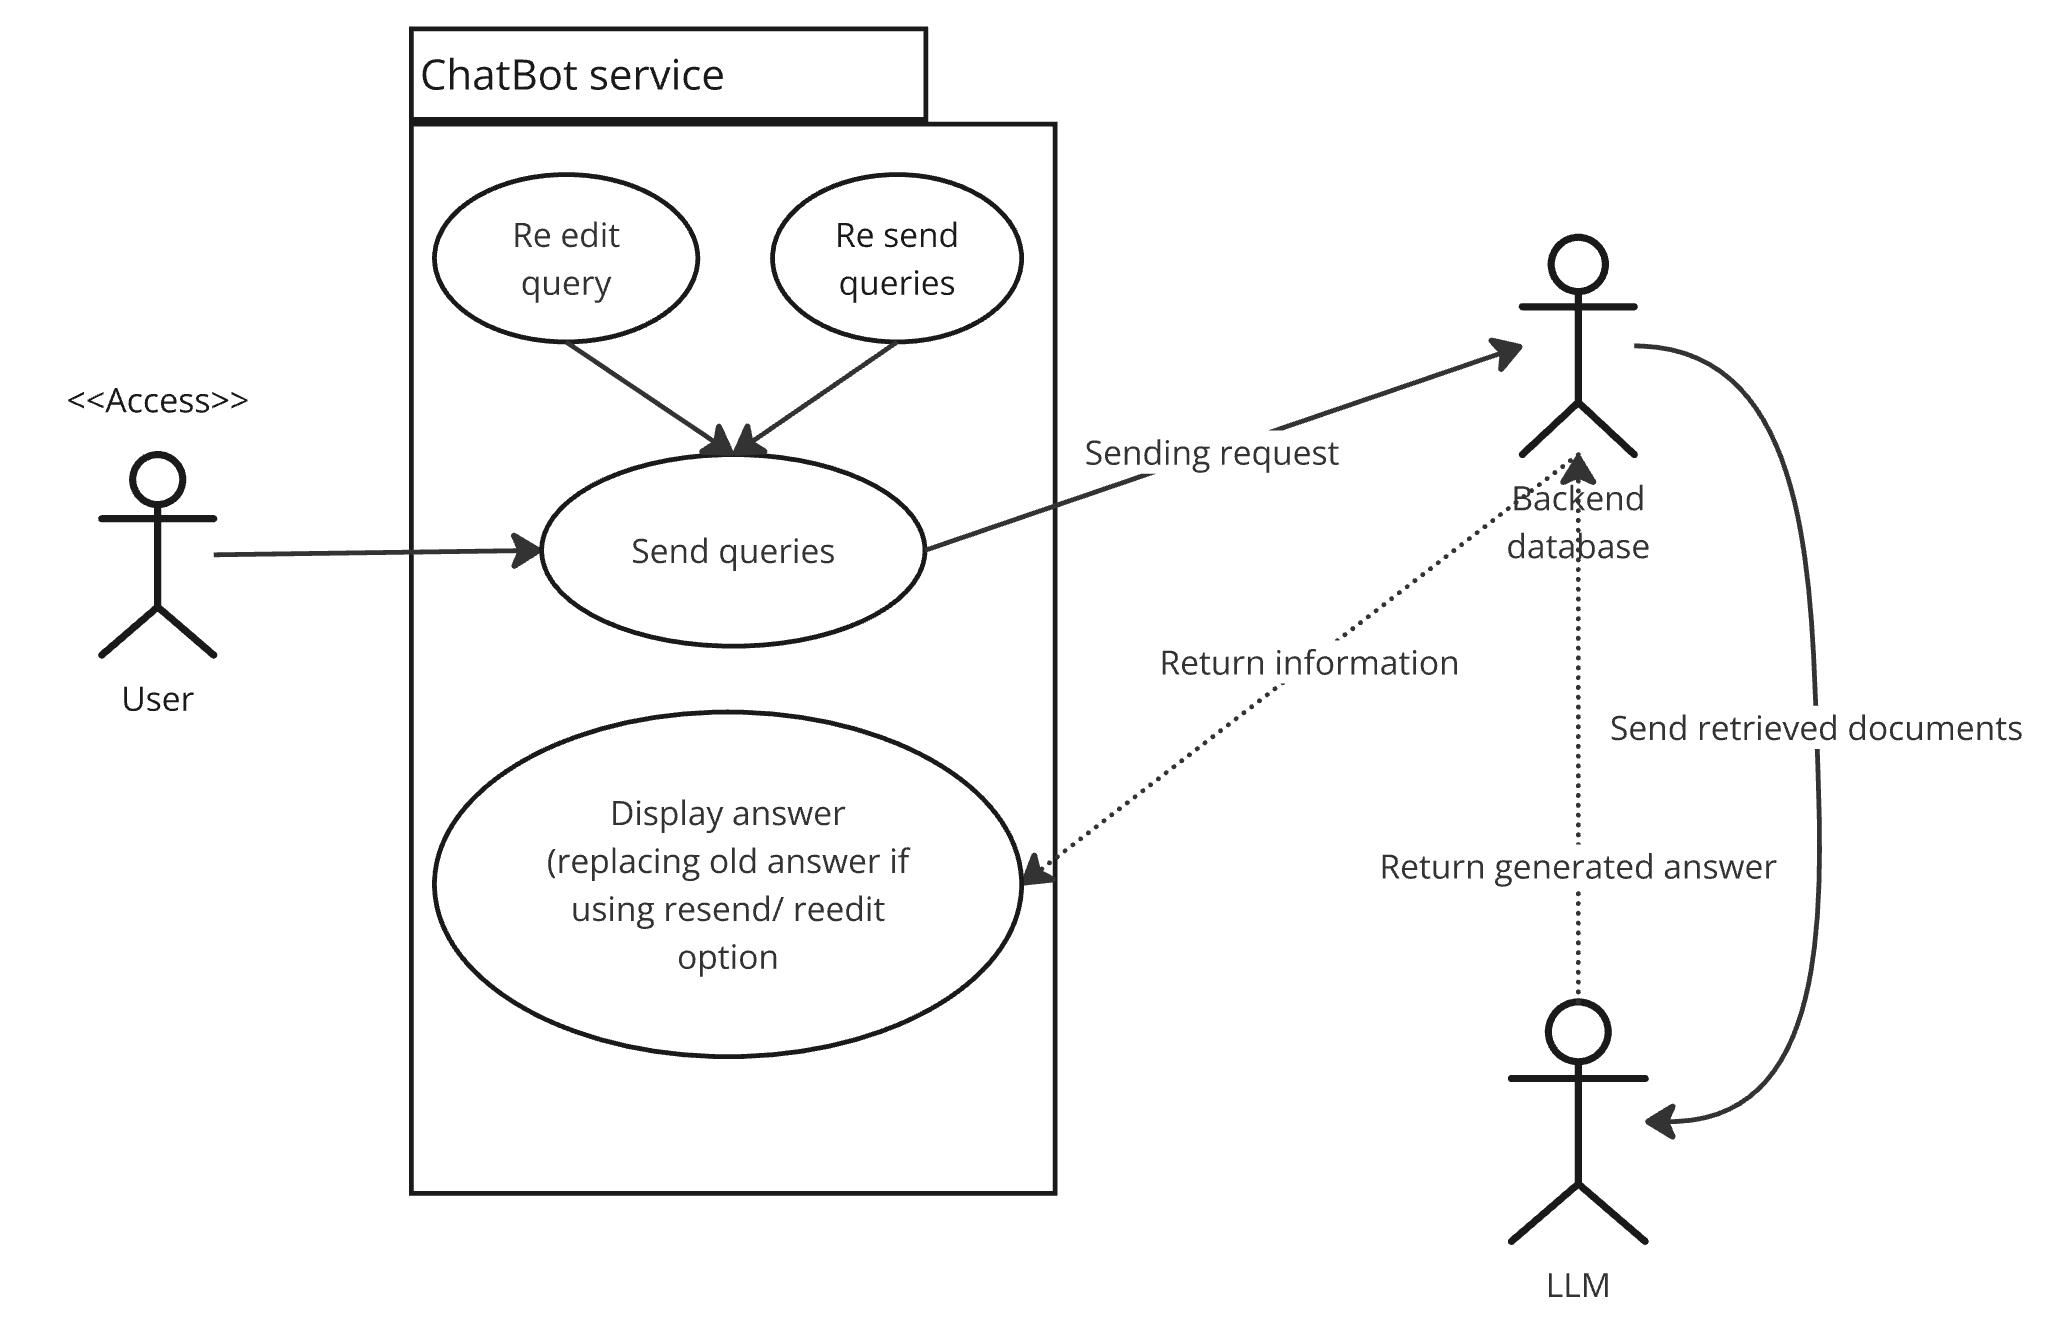 ChatBot service
Re edit
query
Re send
queries
<<Access>>
User
Send queries
Sending request
Backend
database
Return information
Send retrieved documents
Display answer
(replacing old answer if
using resend/ reedit
option
Return generated answer
LLM